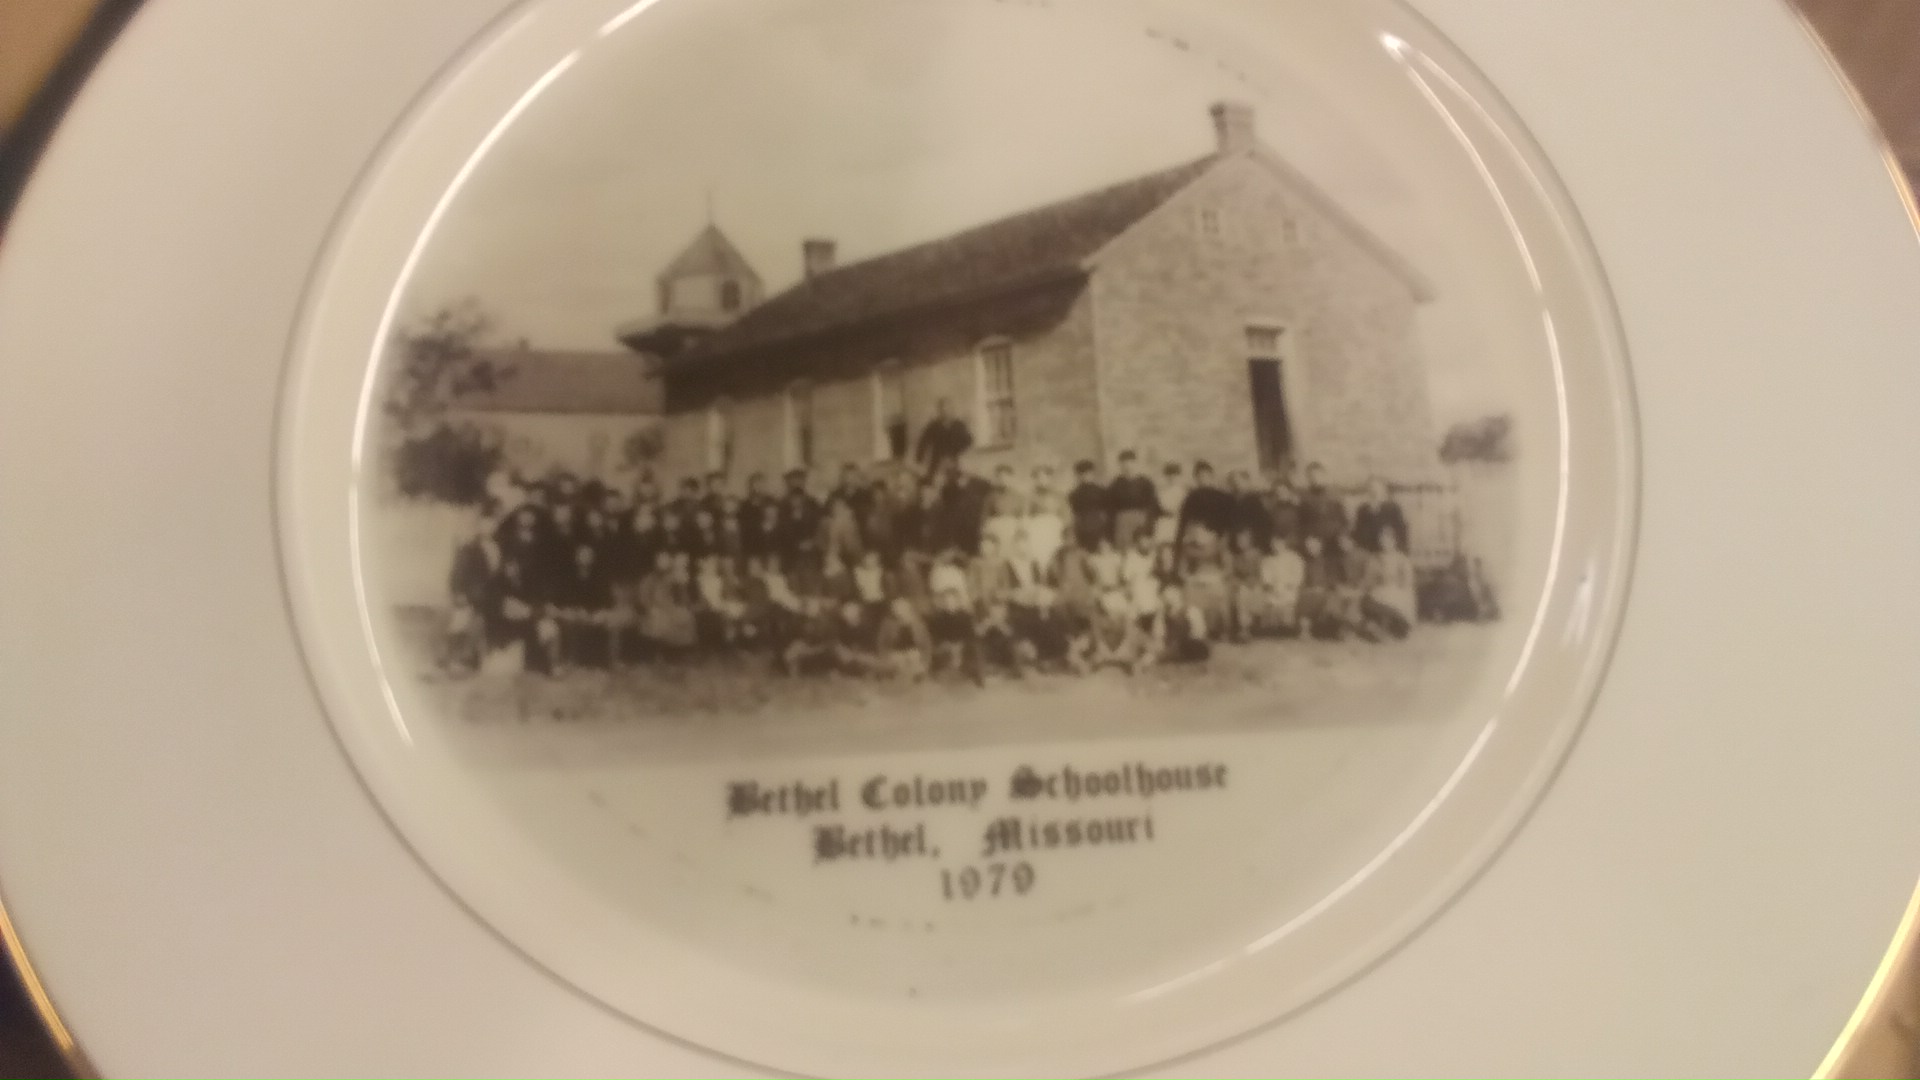 Bethel Colony Schoolhouse
Bethel, Missouri
1979